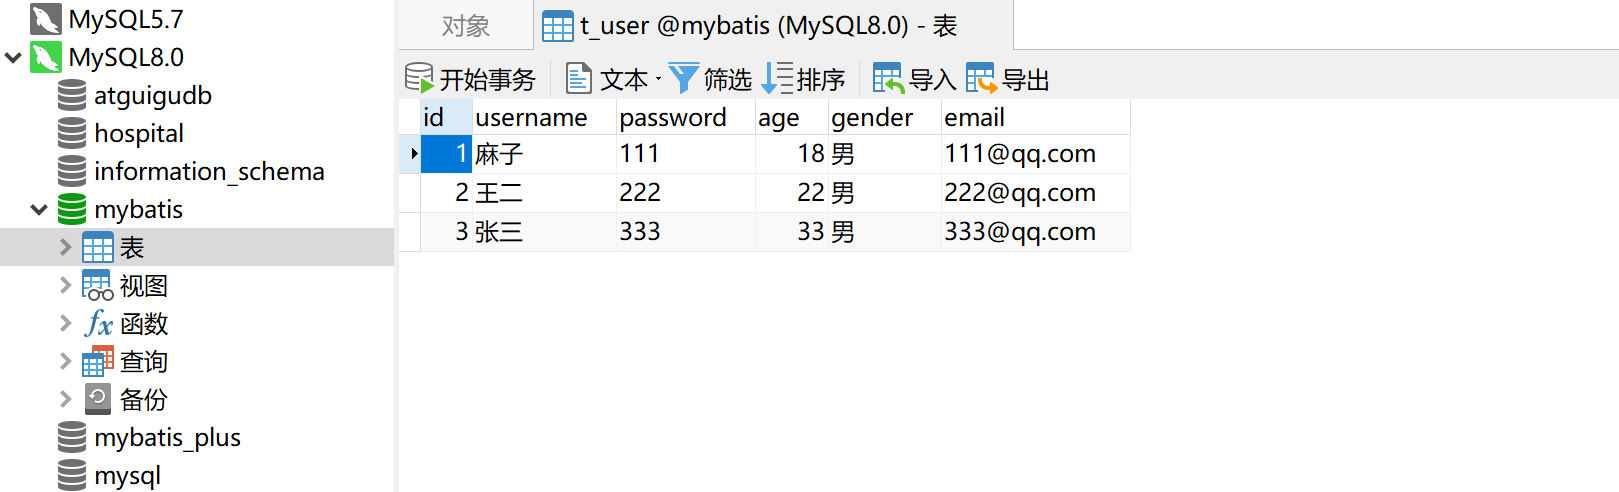 MySQL5.7
MySQL8.0
atguigudb
hospital
information_schema
mybatis
表
视图
函数
查询
备份
mybatis_plus
mysql
对象
t_user @mybatis (MySQL8.0) - 表
开始事务 文本 筛选 排序 导入 导出
id username password age gender email
1 麻子 111 18 男 111@qq.com
2 王二 222 22 男 222@qq.com
3 张三 333 33 男 333@qq.com